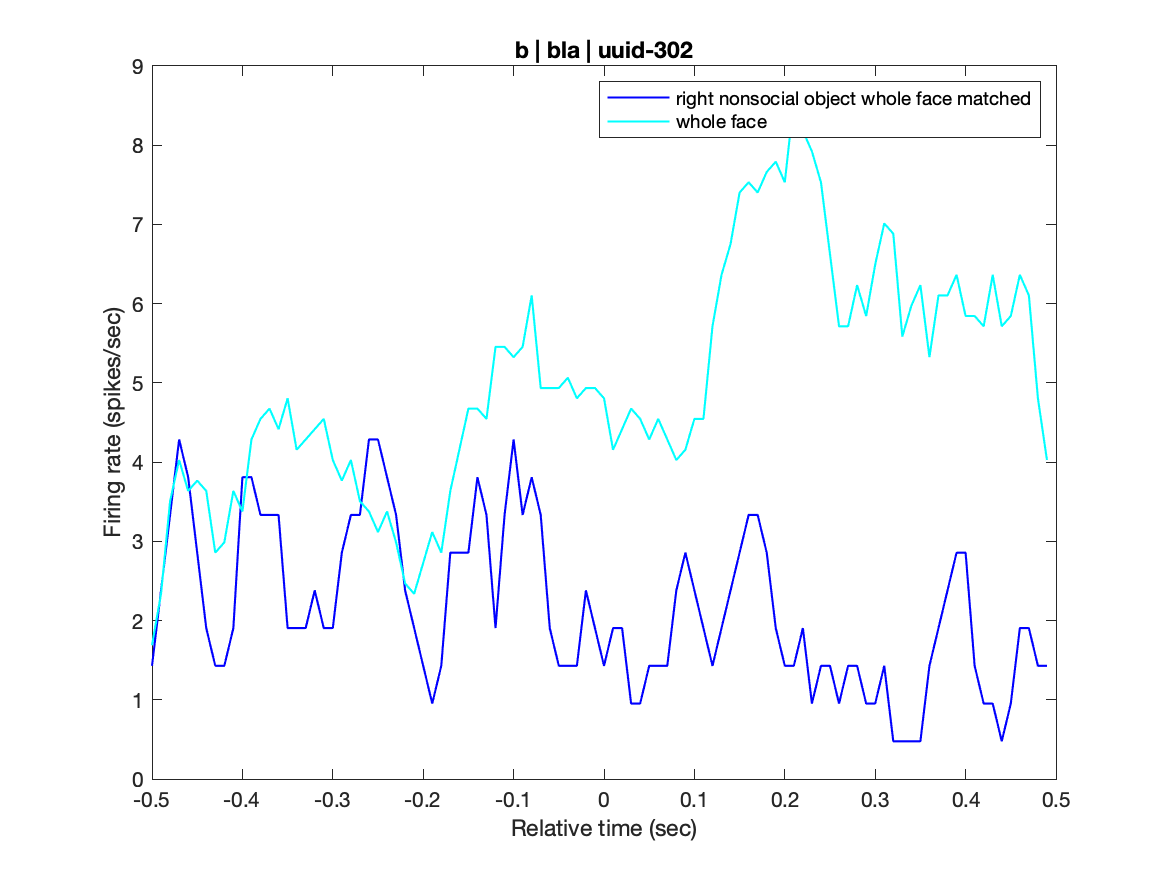 b | bla | uuid-302
right nonsocial object whole face matched
whole face
9
8
7
6
5
4
3
2
1
0
Firing rate (spikes/sec)
-0.5 -0.4 -0.3 -0.2 -0.1 0 0.1 0.2 0.3 0.4 0.5
Relative time (sec)